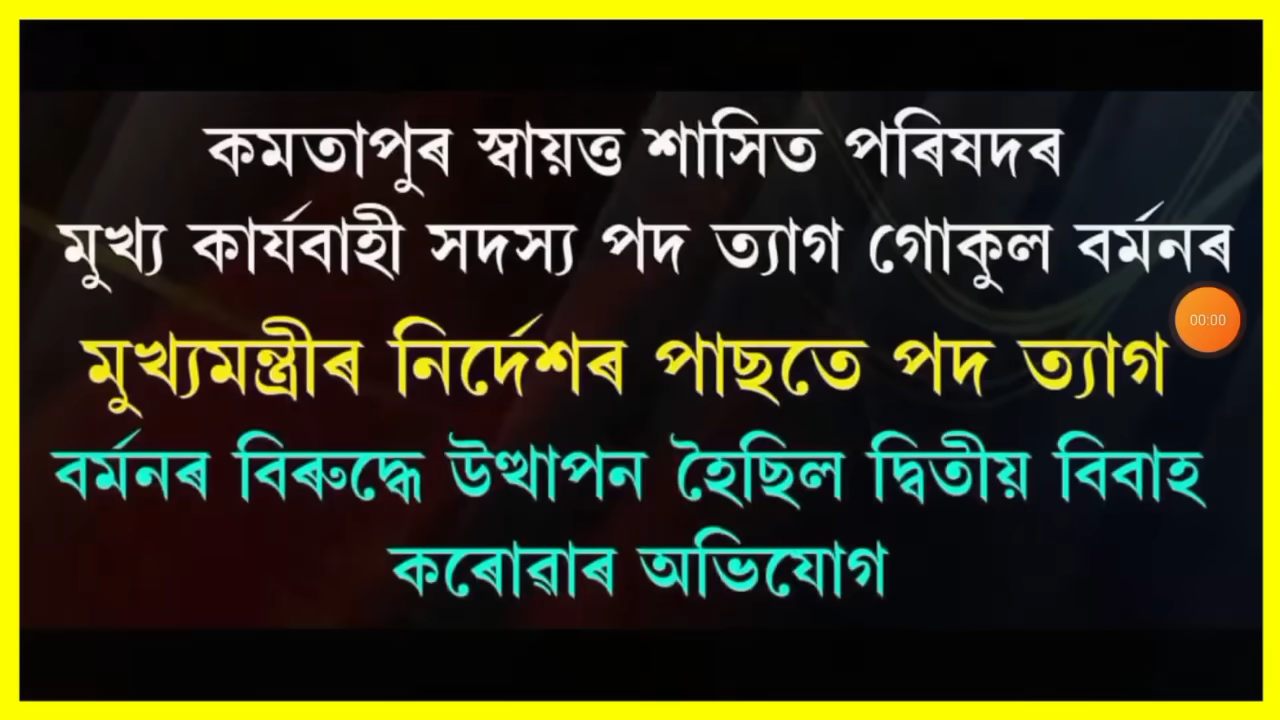 কমতাপুৰ স্বায়ত্ত শাসিত পৰিষদৰ
মুখ্য কাৰ্যবাহী সদস্য পদ ত্যাগ গোকুল বৰ্মনৰ
মুখ্যমন্ত্ৰীৰ নিৰ্দেশৰ পাছতে পদ ত্যাগ
00:00
বৰ্মনৰ বিৰুদ্ধে উত্থাপন হৈছিল দ্বিতীয় বিবাহ
কৰোৱাৰ অভিযোগ